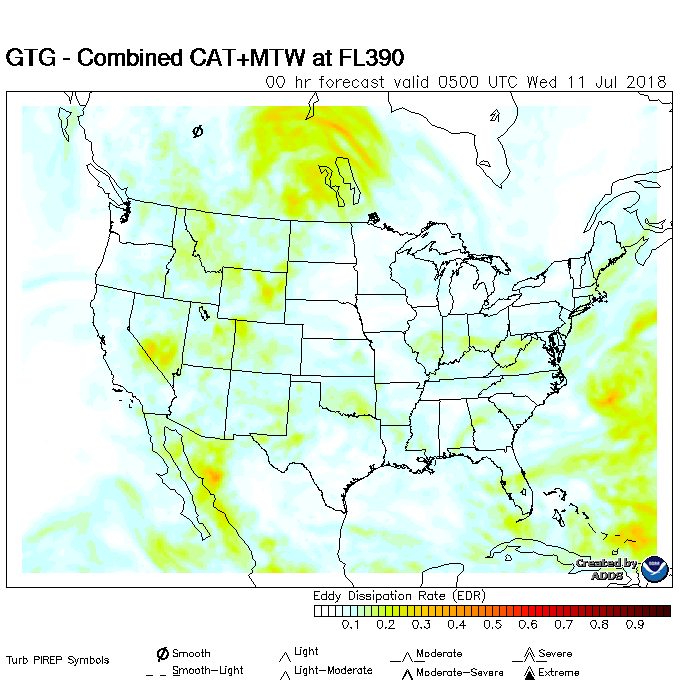 GTG - Combined CAT+MTW at FL390
00 hr forecast valid 0500 UTC Wed 11 Jul 2018
Created by
ADDS
Eddy Dissipation Rate (EDR)
0.1 0.2 0.3 0.4 0.5 0.6 0.7 0.8 0.9
Turb PIREP Symbols
Smooth
Light
Moderate
Severe
Smooth-Light
Light-Moderate
Moderate-Severe
Extreme